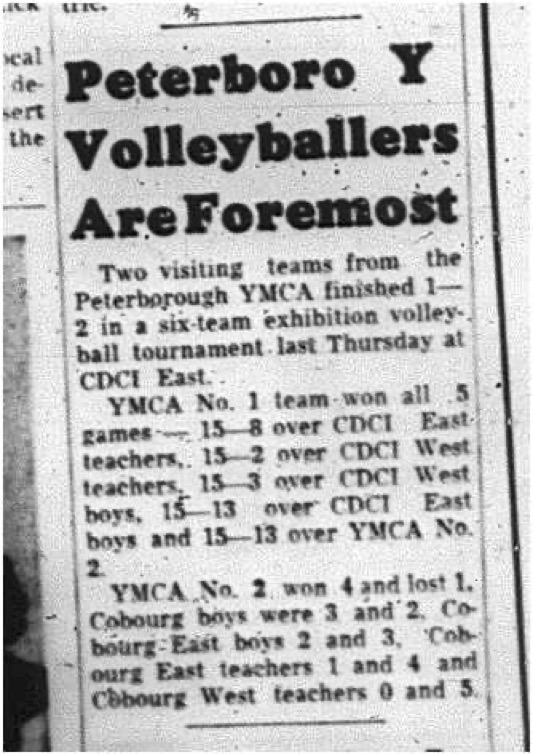 tric.
ocal
de-
sert
the
Peterboro Y
Volleyballers
Are Foremost
Two visiting teams from the
Peterborough YMCA finished 1—
2 in a six-team exhibition volley-
ball tournament last Thursday at
CDCI East.
YMCA No. 1 team won all 5
games — 15—8 over CDCI East
teachers, 15—2 over CDCI West
teachers, 15—3 over CDCI West
boys, 15—13 over CDCI East
boys and 15—13 over YMCA No.
2.
YMCA No. 2 won 4 and lost 1,
Cobourg boys were 3 and 2, Co-
bourg East boys 2 and 3, Cob-
ourg East teachers 1 and 4 and
Cobourg West teachers 0 and 5.